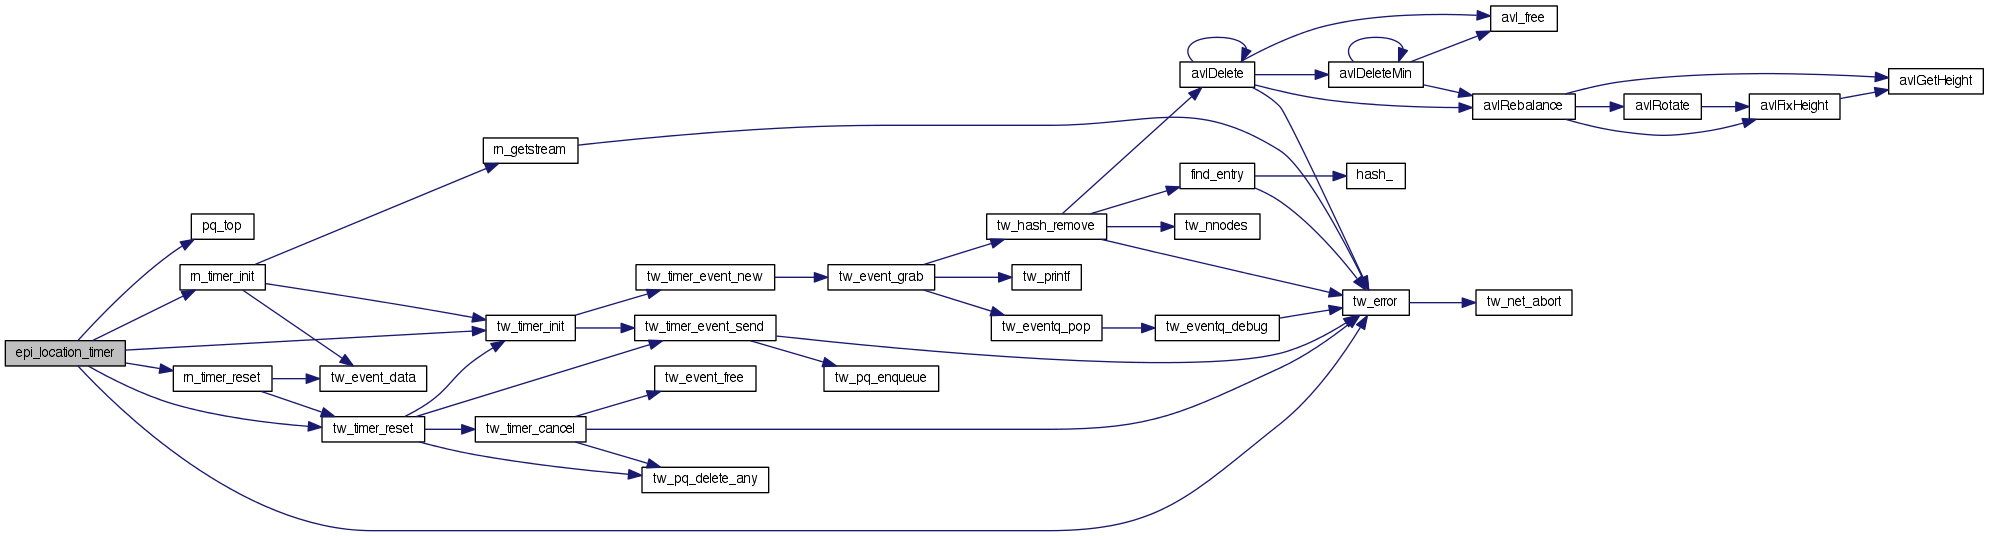 avl_free
avlDelete
avlDeleteMin
avlGetHeight
avlRebalance
avlRotate
avlFixHeight
rn_getstream
find_entry
hash_
pq_top
tw_hash_remove
tw_nnodes
rn_timer_init
tw_timer_event_new
tw_event_grab
tw_printf
tw_error
tw_net_abort
tw_timer_init
tw_timer_event_send
tw_eventq_pop
tw_eventq_debug
epi_location_timer
rn_timer_reset
tw_event_data
tw_event_free
tw_pq_enqueue
tw_timer_reset
tw_timer_cancel
tw_pq_delete_any